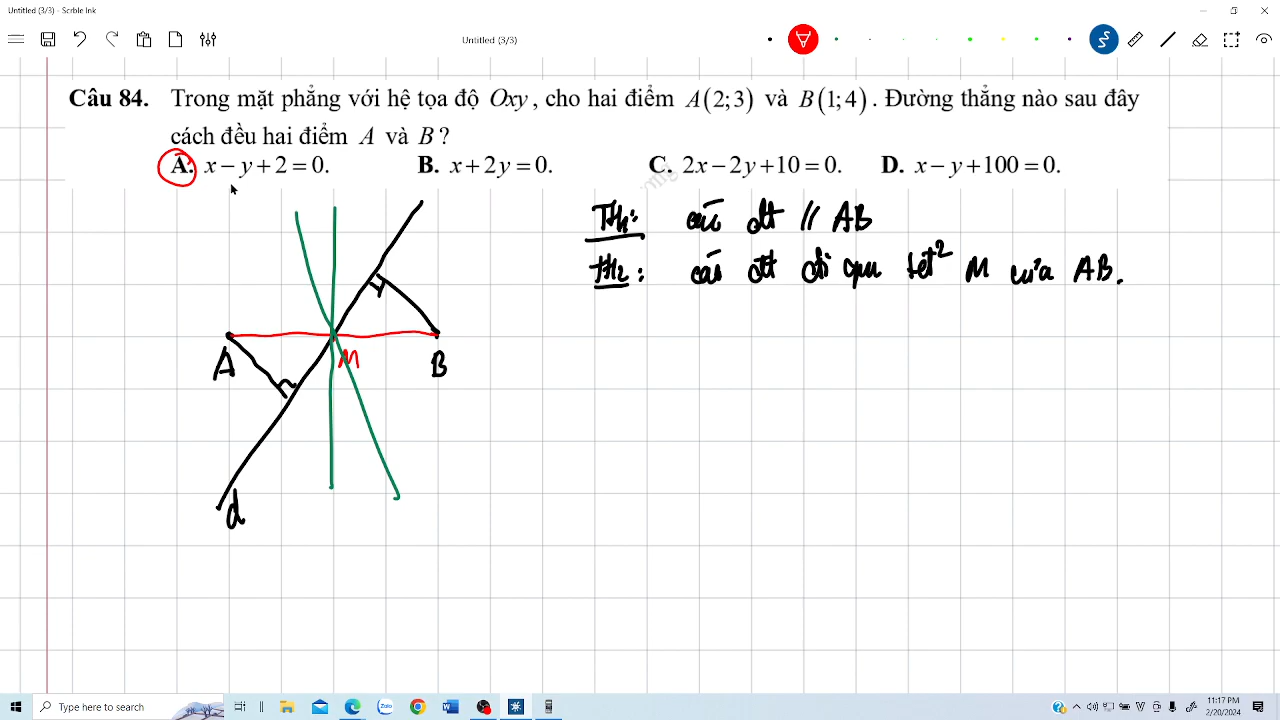 Untitled (3/3) - Scrble Ink
Untitled (3/3)
Câu 84. Trong mặt phẳng với hệ tọa độ Oxy, cho hai điểm A(2;3) và B(1;4). Đường thẳng nào sau đây
cách đều hai điểm A và B?
A. x − y + 2 = 0. B. x + 2y = 0. C. 2x − 2y + 10 = 0. D. x − y + 100 = 0.
TH1: các đt // AB
TH2: các đt đi qua M của AB.
A M B
d
Type here to search
Zalo
11:17 PM
2/20/2024